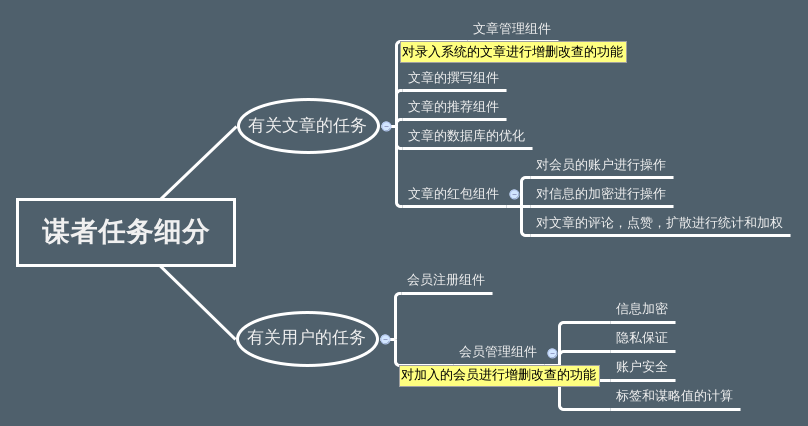 谋者任务细分
有关文章的任务
文章管理组件
对录入系统的文章进行增删改查的功能
文章的撰写组件
文章的推荐组件
文章的数据库的优化
文章的红包组件
对会员的账户进行操作
对信息的加密进行操作
对文章的评论，点赞，扩散进行统计和加权
有关用户的任务
会员注册组件
会员管理组件
对加入的会员进行增删改查的功能
信息加密
隐私保证
账户安全
标签和谋略值的计算